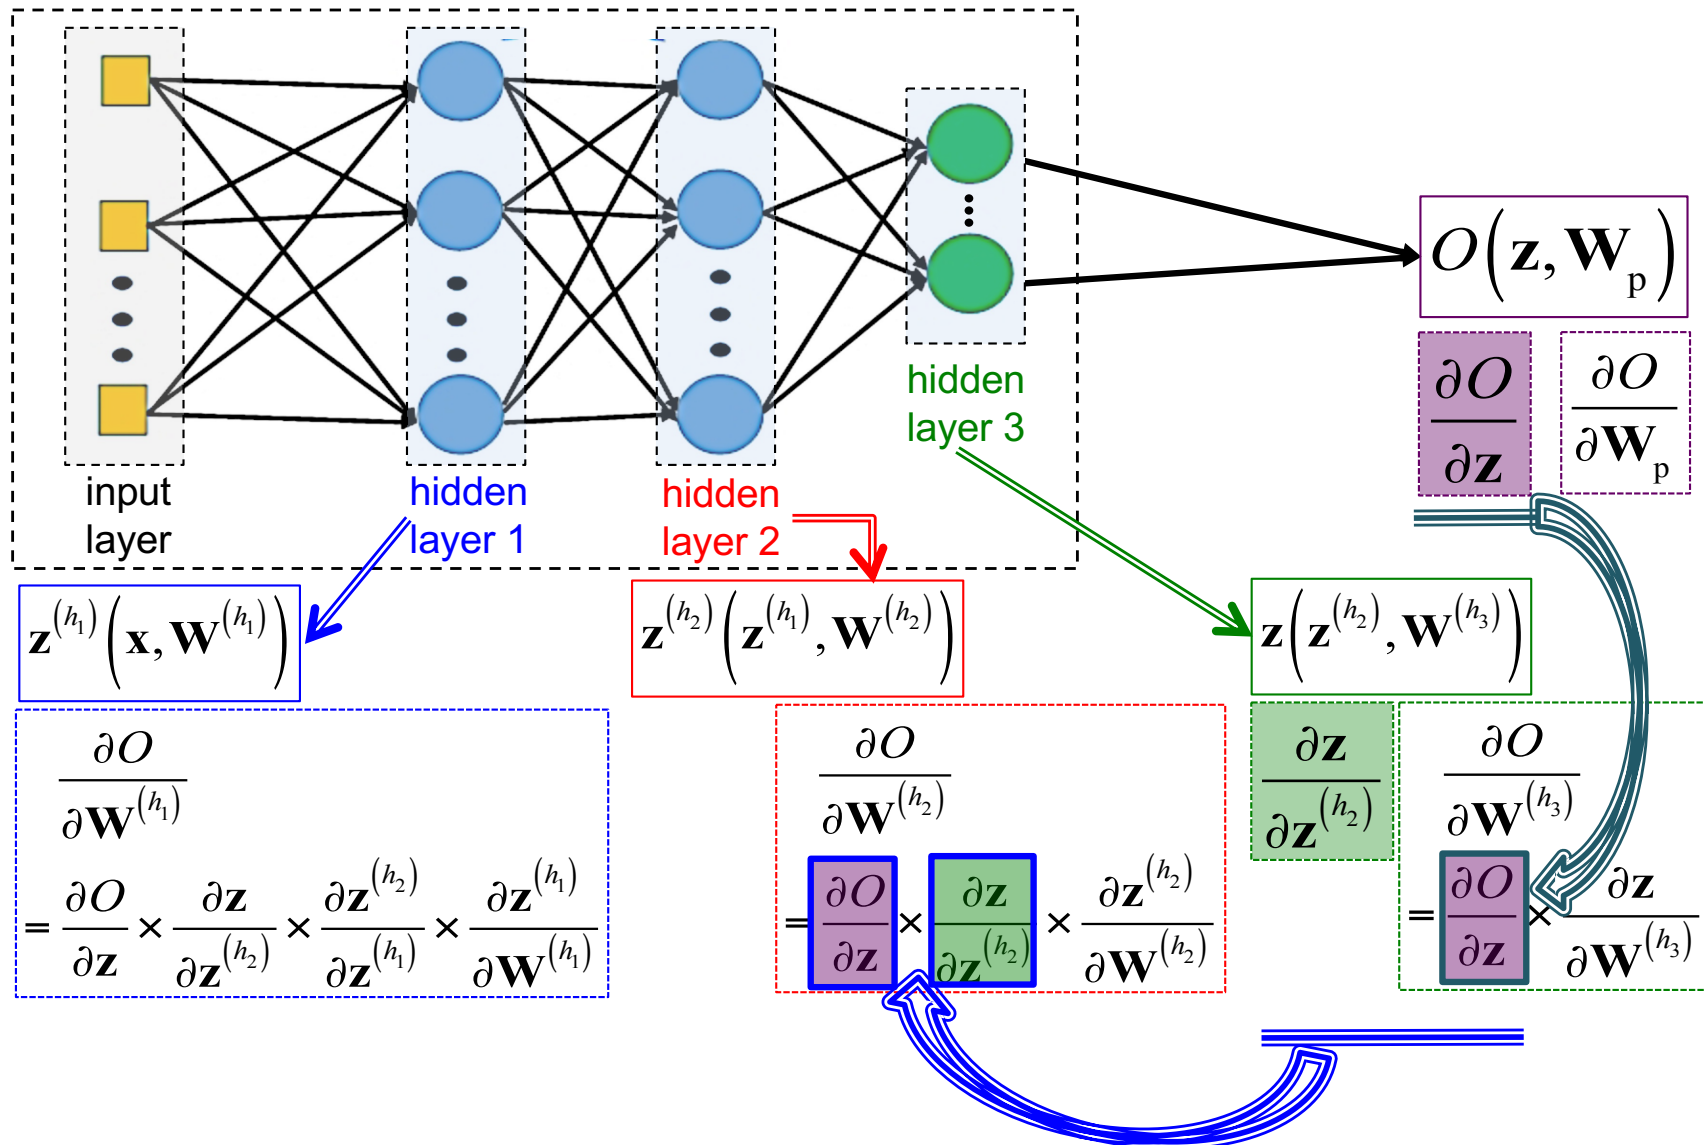 input
layer
hidden
layer 1
hidden
layer 2
hidden
layer 3
O(z, W_p)
∂O/∂z
∂O/∂W_p
z^(h₁)(x, W^(h₁))
z^(h₂)(z^(h₁), W^(h₂))
z(z^(h₂), W^(h₃))
∂O/∂W^(h₁)
= ∂O/∂z × ∂z/∂z^(h₂) × ∂z^(h₂)/∂z^(h₁) × ∂z^(h₁)/∂W^(h₁)
∂O/∂W^(h₂)
= ∂O/∂z × ∂z/∂z^(h₂) × ∂z^(h₂)/∂W^(h₂)
∂z/∂z^(h₂)
∂O/∂W^(h₃)
= ∂O/∂z × ∂z/∂W^(h₃)